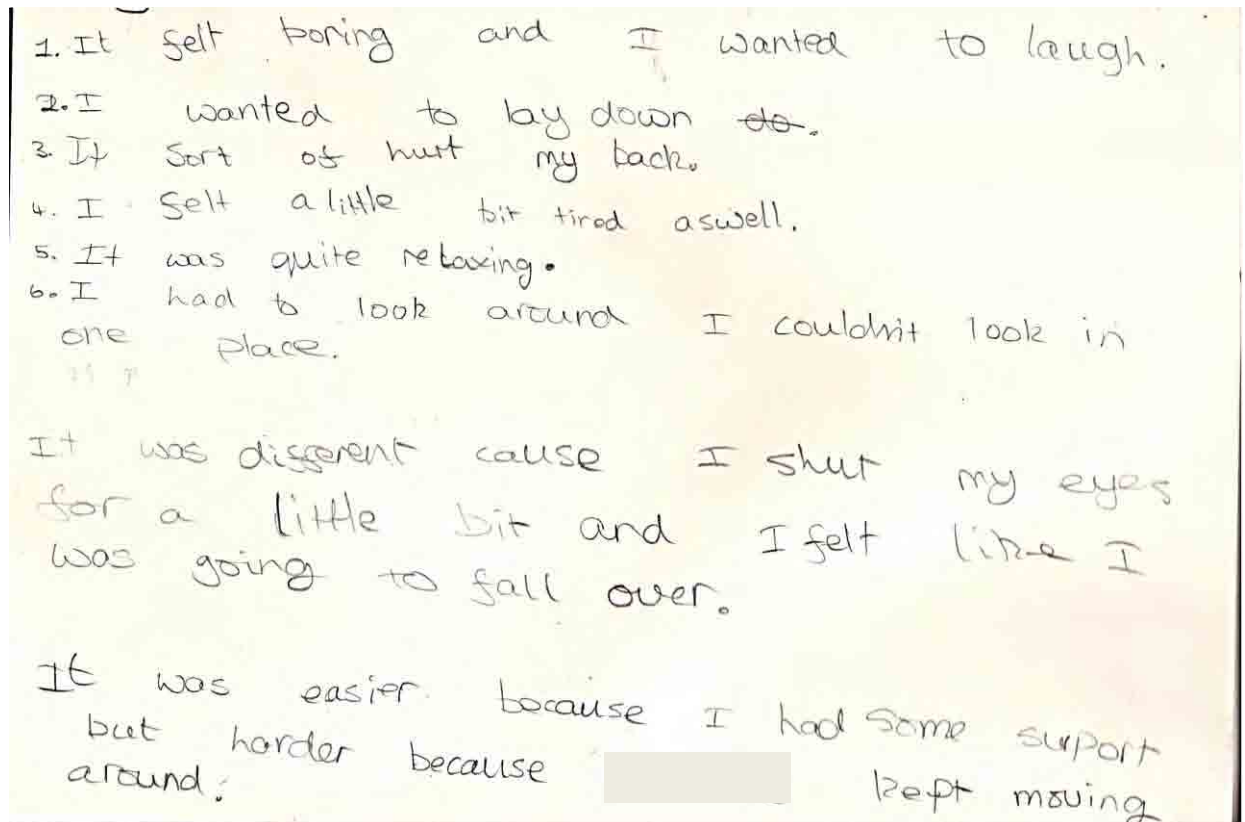 1. It felt boring and I wanted to laugh.
2. I wanted to lay down do.
3. It sort of hurt my back.
4. I felt a little bit tired aswell.
5. It was quite relaxing.
6. I had to look around I couldn't look in
one place.
It was different cause I shut my eyes
for a little bit and I felt like I
was going to fall over.
It was easier because I had some support
but harder because kept moving
around.